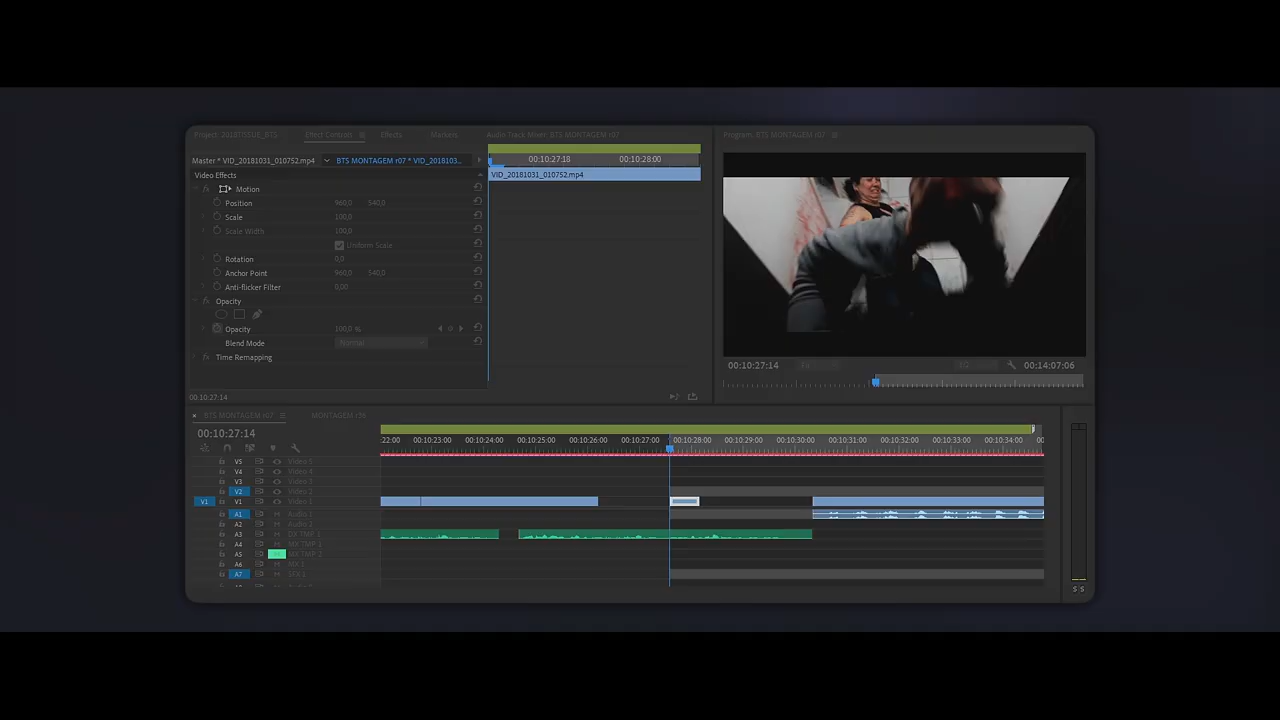 Project: 2018TISSUE_BTS Effect Controls Effects Markers Audio Track Mixer: BTS MONTAGEM r07
Master * VID_20181031_010752.mp4 BTS MONTAGEM r07 * VID_2018103...
00:10:27:18 00:10:28:00
VID_20181031_010752.mp4
Video Effects
fx Motion
Position 960,0 540,0
Scale 100,0
Scale Width 100,0
Uniform Scale
Rotation 0,0
Anchor Point 960,0 540,0
Anti-flicker Filter 0,00
fx Opacity
Opacity 100,0 %
Blend Mode Normal
fx Time Remapping
00:10:27:14
Program: BTS MONTAGEM r07
00:10:27:14 Fit 00:14:07:06
× BTS MONTAGEM r07
00:10:27:14
:22:00 00:10:23:00 00:10:24:00 00:10:25:00 00:10:26:00 00:10:27:00 00:10:28:00 00:10:29:00 00:10:30:00 00:10:31:00 00:10:32:00 00:10:33:00 00:10:34:00 00
V5 Video 5
V4 Video 4
V3 Video 3
V2 Video 2
V1 V1 Video 1
A1 M Audio 1
A2 M Audio 2
A3 M DX TMP 1
A4 M MX TMP 1
A5 M MX TMP 2
A6 M MX 1
A7 M SFX 1
S S